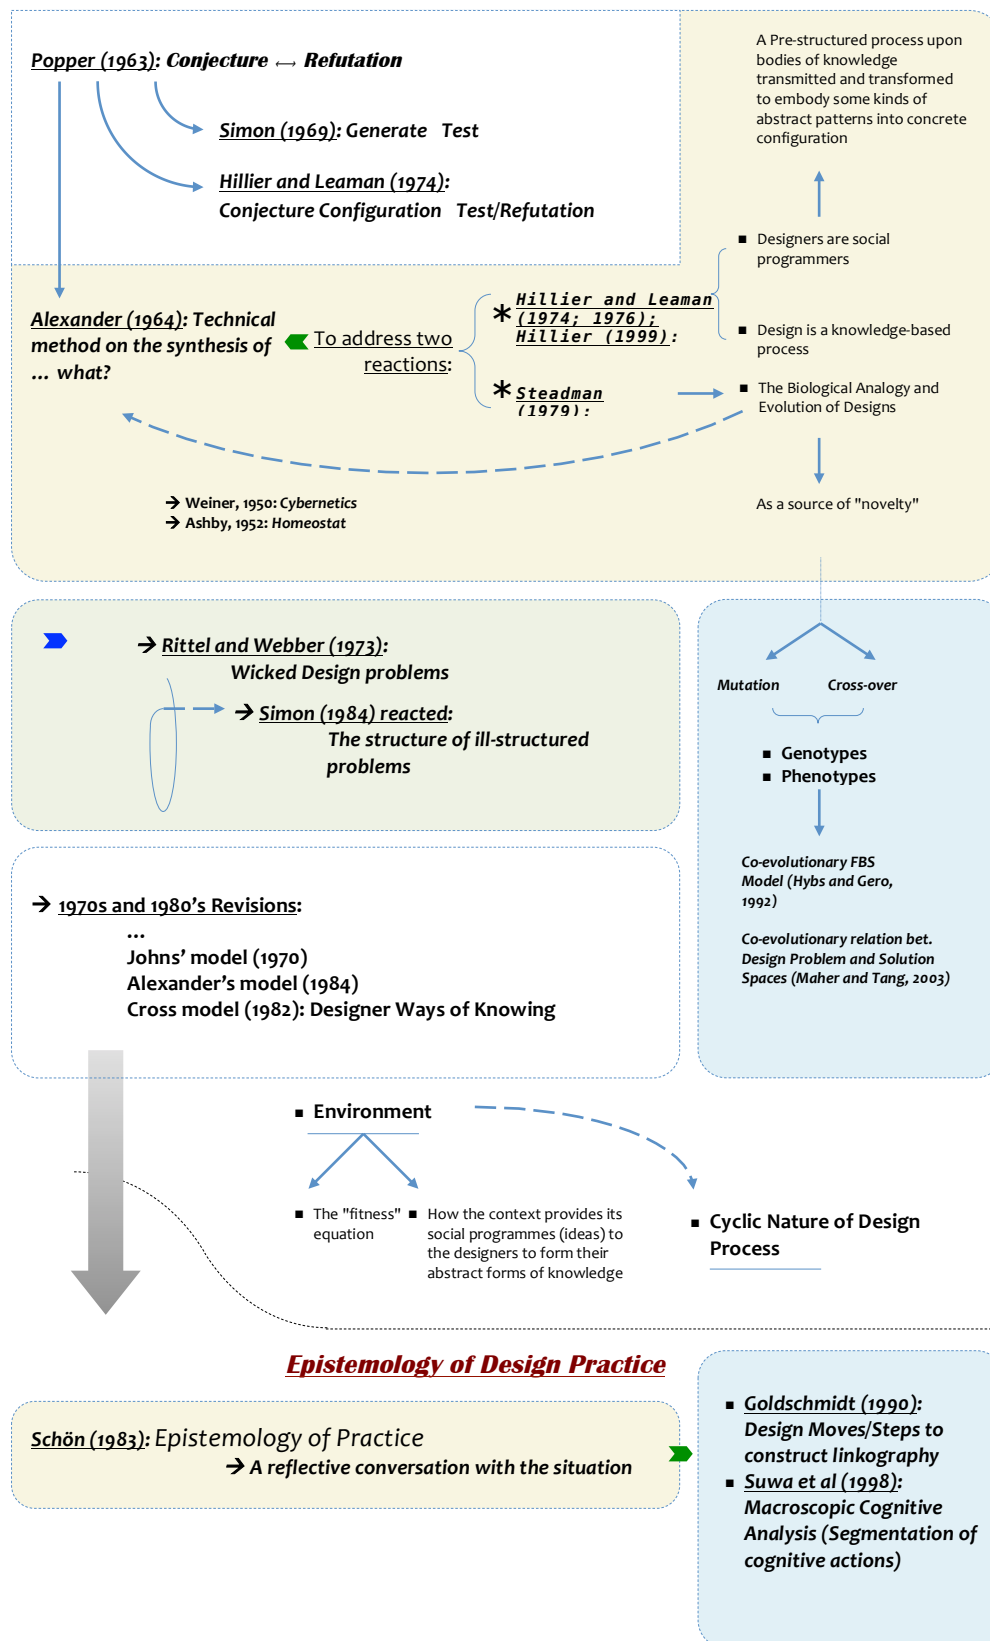 Popper (1963): Conjecture ↔ Refutation
Simon (1969): Generate Test
Hillier and Leaman (1974):
Conjecture Configuration Test/Refutation
A Pre-structured process upon
bodies of knowledge
transmitted and transformed
to embody some kinds of
abstract patterns into concrete
configuration
▪ Designers are social
programmers
▪ Design is a knowledge-based
process
Alexander (1964): Technical
method on the synthesis of
... what?
To address two
reactions:
* Hillier and Leaman
(1974; 1976);
Hillier (1999):
* Steadman
(1979):
▪ The Biological Analogy and
Evolution of Designs
As a source of "novelty"
→ Weiner, 1950: Cybernetics
→ Ashby, 1952: Homeostat
→ Rittel and Webber (1973):
Wicked Design problems
→ Simon (1984) reacted:
The structure of ill-structured
problems
Mutation
Cross-over
▪ Genotypes
▪ Phenotypes
Co-evolutionary FBS
Model (Hybs and Gero,
1992)
Co-evolutionary relation bet.
Design Problem and Solution
Spaces (Maher and Tang, 2003)
→ 1970s and 1980's Revisions:
...
Johns' model (1970)
Alexander's model (1984)
Cross model (1982): Designer Ways of Knowing
▪ Environment
▪ The "fitness"
equation
▪ How the context provides its
social programmes (ideas) to
the designers to form their
abstract forms of knowledge
▪ Cyclic Nature of Design
Process
Epistemology of Design Practice
Schön (1983): Epistemology of Practice
→ A reflective conversation with the situation
▪ Goldschmidt (1990):
Design Moves/Steps to
construct linkography
▪ Suwa et al (1998):
Macroscopic Cognitive
Analysis (Segmentation of
cognitive actions)